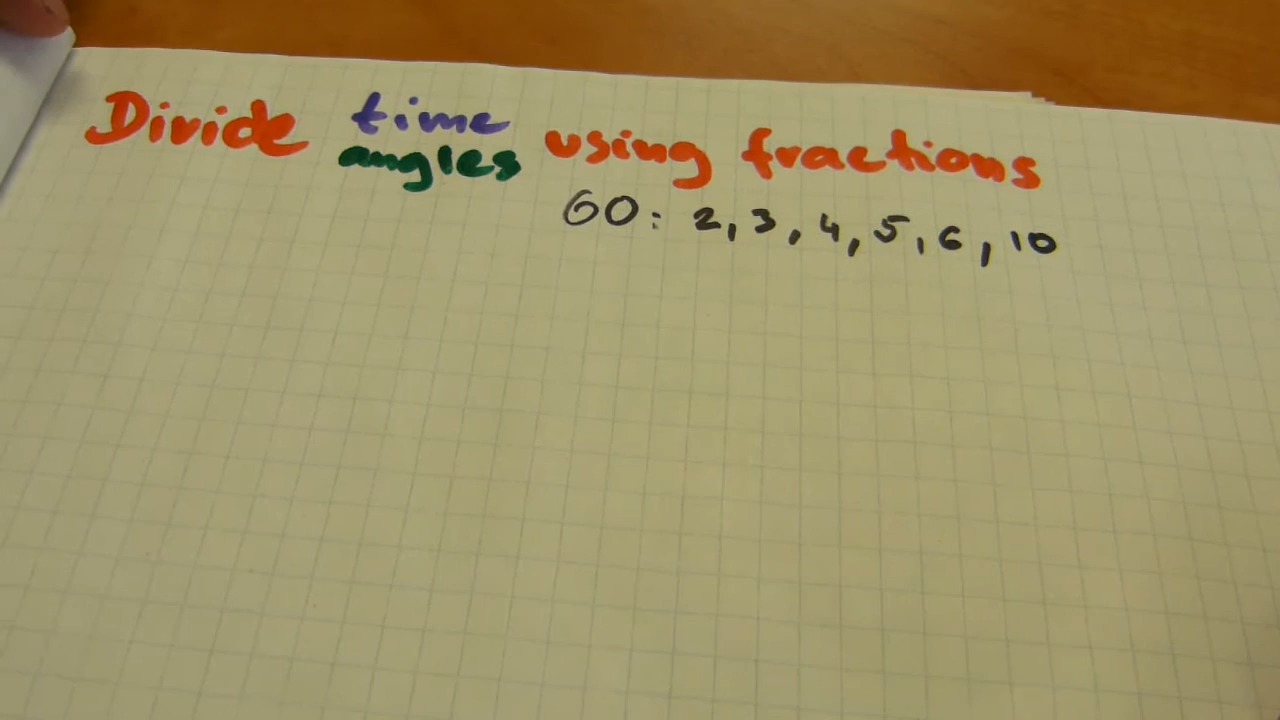 Divide time using fractions
angles
60: 2, 3, 4, 5, 6, 10